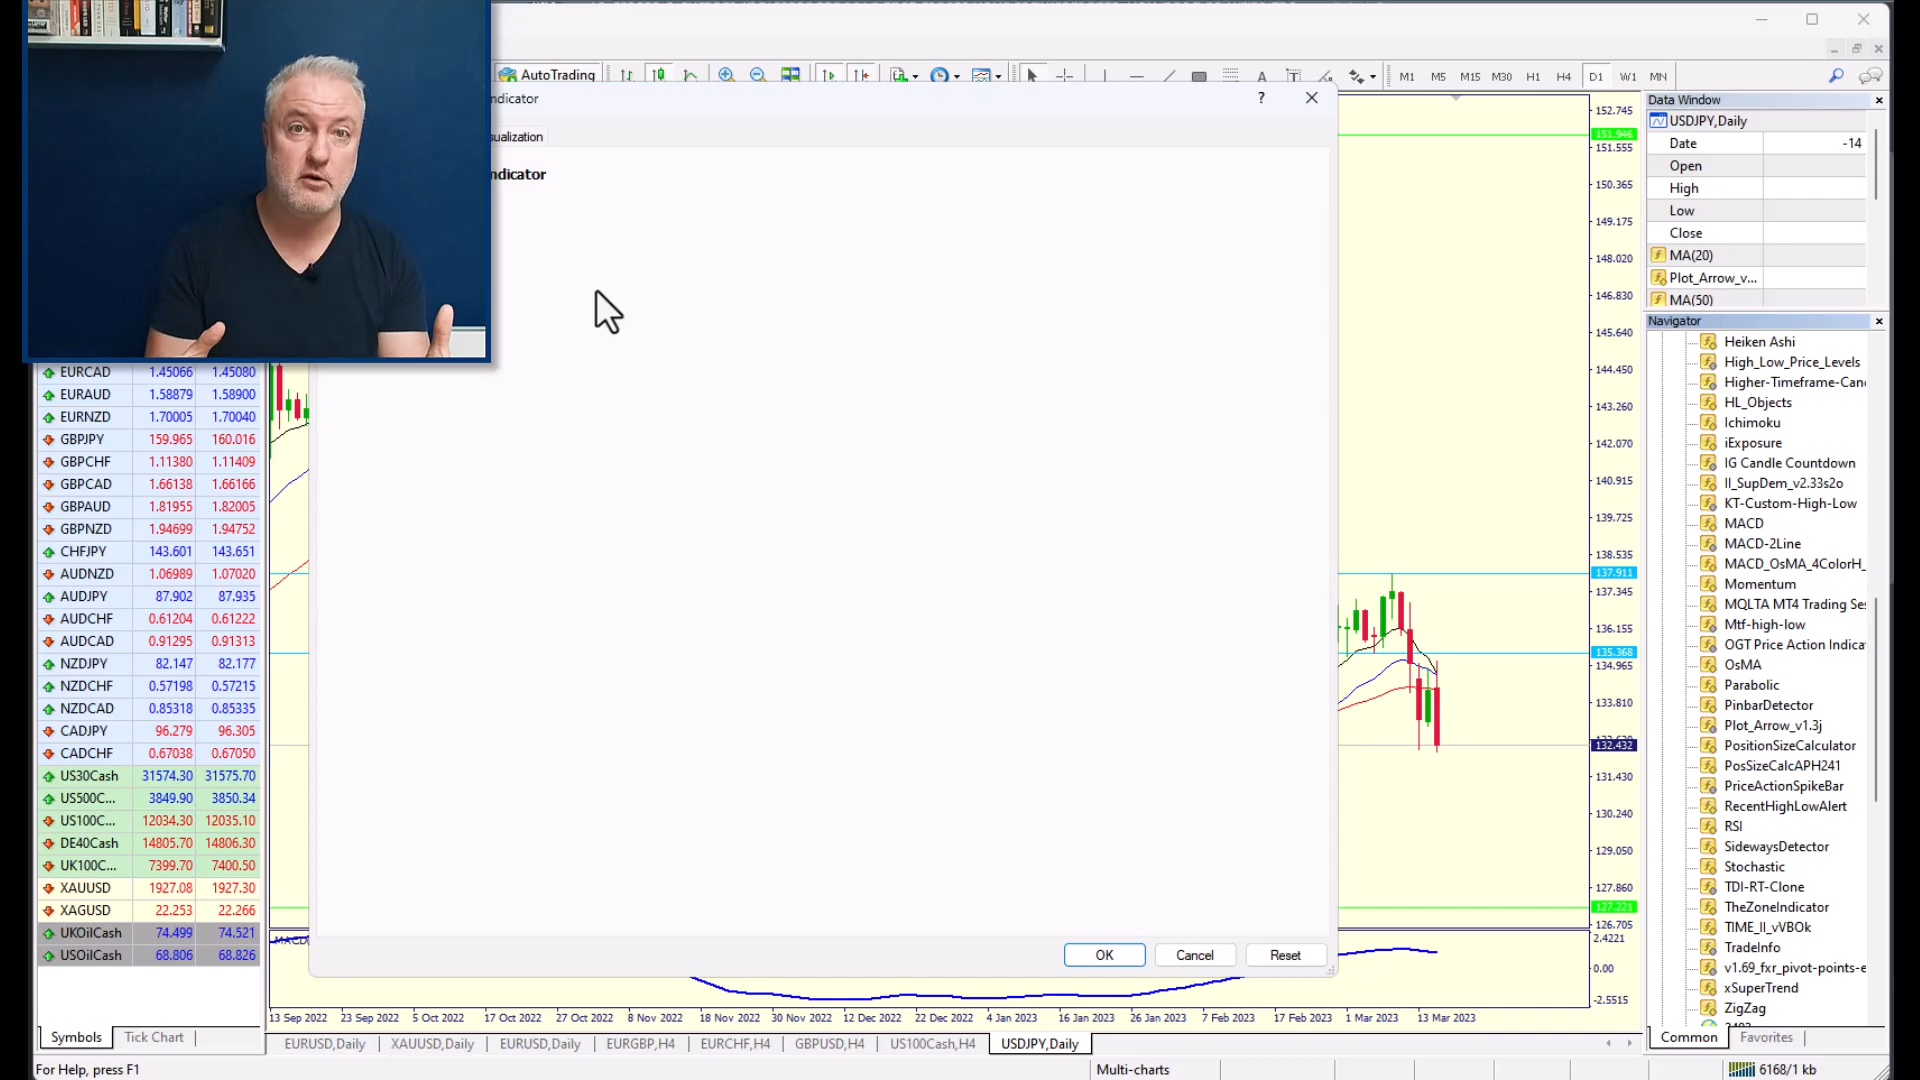 AutoTrading
M1 M5 M15 M30 H1 H4 D1 W1 MN
ndicator
?
sualization
ndicator
OK Cancel Reset
EURCAD 1.45066 1.45080
EURAUD 1.58879 1.58900
EURNZD 1.70005 1.70040
GBPJPY 159.965 160.016
GBPCHF 1.11380 1.11409
GBPCAD 1.66138 1.66166
GBPAUD 1.81955 1.82005
GBPNZD 1.94699 1.94752
CHFJPY 143.601 143.651
AUDNZD 1.06989 1.07020
AUDJPY 87.902 87.935
AUDCHF 0.61204 0.61222
AUDCAD 0.91295 0.91313
NZDJPY 82.147 82.177
NZDCHF 0.57198 0.57215
NZDCAD 0.85318 0.85335
CADJPY 96.279 96.305
CADCHF 0.67038 0.67050
US30Cash 31574.30 31575.70
US500C... 3849.90 3850.34
US100C... 12034.30 12035.10
DE40Cash 14805.70 14806.30
UK100C... 7399.70 7400.50
XAUUSD 1927.08 1927.30
XAGUSD 22.253 22.266
UKOilCash 74.499 74.521
USOilCash 68.806 68.826
Symbols Tick Chart
152.745
151.946
151.555
150.365
149.175
148.020
146.830
145.640
144.450
143.260
142.070
140.915
139.725
138.535
137.911
137.345
136.155
135.368
134.965
133.810
132.432
131.430
130.240
129.050
127.860
127.221
126.705
2.4221
0.00
-2.5515
13 Sep 2022 23 Sep 2022 5 Oct 2022 17 Oct 2022 27 Oct 2022 8 Nov 2022 18 Nov 2022 30 Nov 2022 12 Dec 2022 22 Dec 2022 4 Jan 2023 16 Jan 2023 26 Jan 2023 7 Feb 2023 17 Feb 2023 1 Mar 2023 13 Mar 2023
EURUSD,Daily XAUUSD,Daily EURUSD,Daily EURGBP,H4 EURCHF,H4 GBPUSD,H4 US100Cash,H4 USDJPY,Daily
Data Window
USDJPY,Daily
Date -14
Open
High
Low
Close
MA(20)
Plot_Arrow_v...
MA(50)
Navigator
Heiken Ashi
High_Low_Price_Levels
Higher-Timeframe-Can
HL_Objects
Ichimoku
iExposure
IG Candle Countdown
II_SupDem_v2.33s2o
KT-Custom-High-Low
MACD
MACD-2Line
MACD_OsMA_4ColorH_
Momentum
MQLTA MT4 Trading Ses
Mtf-high-low
OGT Price Action Indica
OsMA
Parabolic
PinbarDetector
Plot_Arrow_v1.3j
PositionSizeCalculator
PosSizeCalcAPH241
PriceActionSpikeBar
RecentHighLowAlert
RSI
SidewaysDetector
Stochastic
TDI-RT-Clone
TheZoneIndicator
TIME_II_vVBOk
TradeInfo
v1.69_fxr_pivot-points-e
xSuperTrend
ZigZag
Common Favorites
For Help, press F1
Multi-charts
6168/1 kb